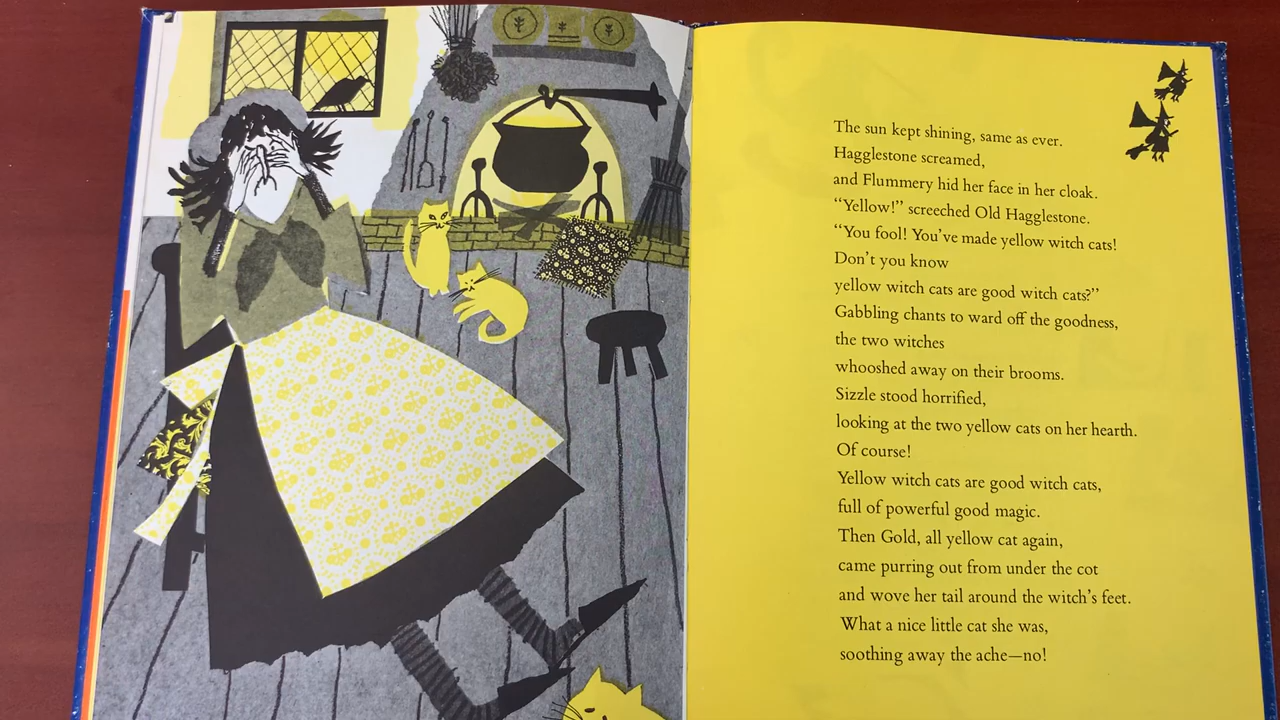 The sun kept shining, same as ever.
Hagglestone screamed,
and Flummery hid her face in her cloak.
“Yellow!” screeched Old Hagglestone.
“You fool! You’ve made yellow witch cats!
Don’t you know
yellow witch cats are good witch cats?”
Gabbling chants to ward off the goodness,
the two witches
whooshed away on their brooms.
Sizzle stood horrified,
looking at the two yellow cats on her hearth.
Of course!
Yellow witch cats are good witch cats,
full of powerful good magic.
Then Gold, all yellow cat again,
came purring out from under the cot
and wove her tail around the witch’s feet.
What a nice little cat she was,
soothing away the ache—no!